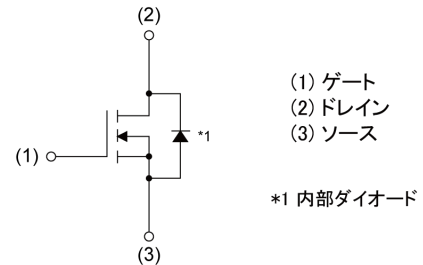 (2)
(1)
*1
(3)
(1) ゲート
(2) ドレイン
(3) ソース
*1 内部ダイオード